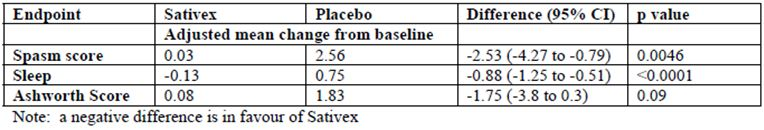 Endpoint Sativex Placebo Difference (95% CI) p value
Adjusted mean change from baseline
Spasm score 0.03 2.56 -2.53 (-4.27 to -0.79) 0.0046
Sleep -0.13 0.75 -0.88 (-1.25 to -0.51) <0.0001
Ashworth Score 0.08 1.83 -1.75 (-3.8 to 0.3) 0.09
Note: a negative difference is in favour of Sativex